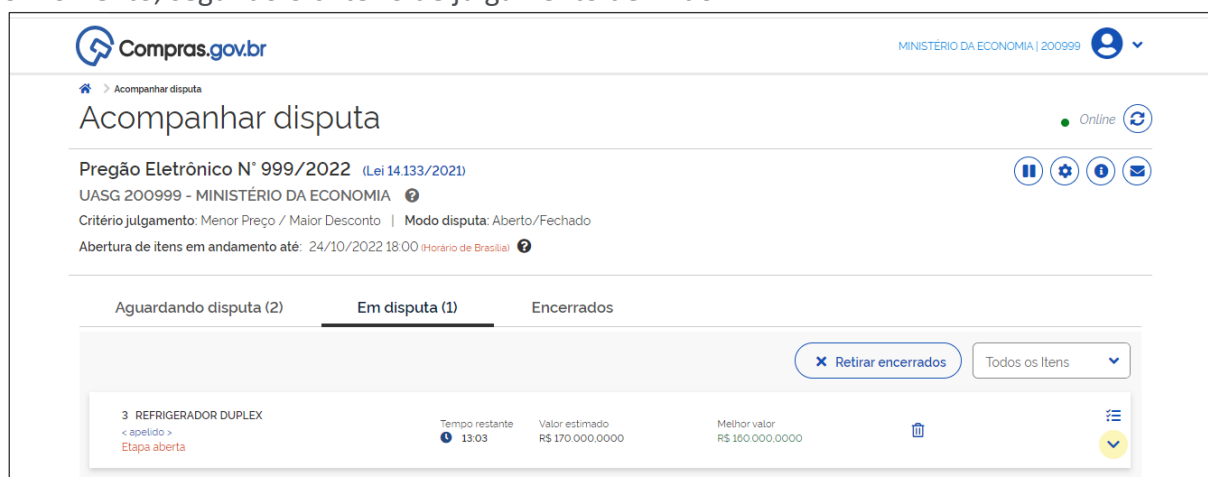 Compras.gov.br
MINISTÉRIO DA ECONOMIA | 200999
> Acompanhar disputa
Acompanhar disputa
Online
Pregão Eletrônico N° 999/2022 (Lei 14.133/2021)
UASG 200999 - MINISTÉRIO DA ECONOMIA
Critério julgamento: Menor Preço / Maior Desconto | Modo disputa: Aberto/Fechado
Abertura de itens em andamento até: 24/10/2022 18:00 (Horário de Brasília)
Aguardando disputa (2) Em disputa (1) Encerrados
Retirar encerrados Todos os Itens
3 REFRIGERADOR DUPLEX
< apelido >
Etapa aberta
Tempo restante
13:03
Valor estimado
R$ 170.000,0000
Melhor valor
R$ 160.000,0000